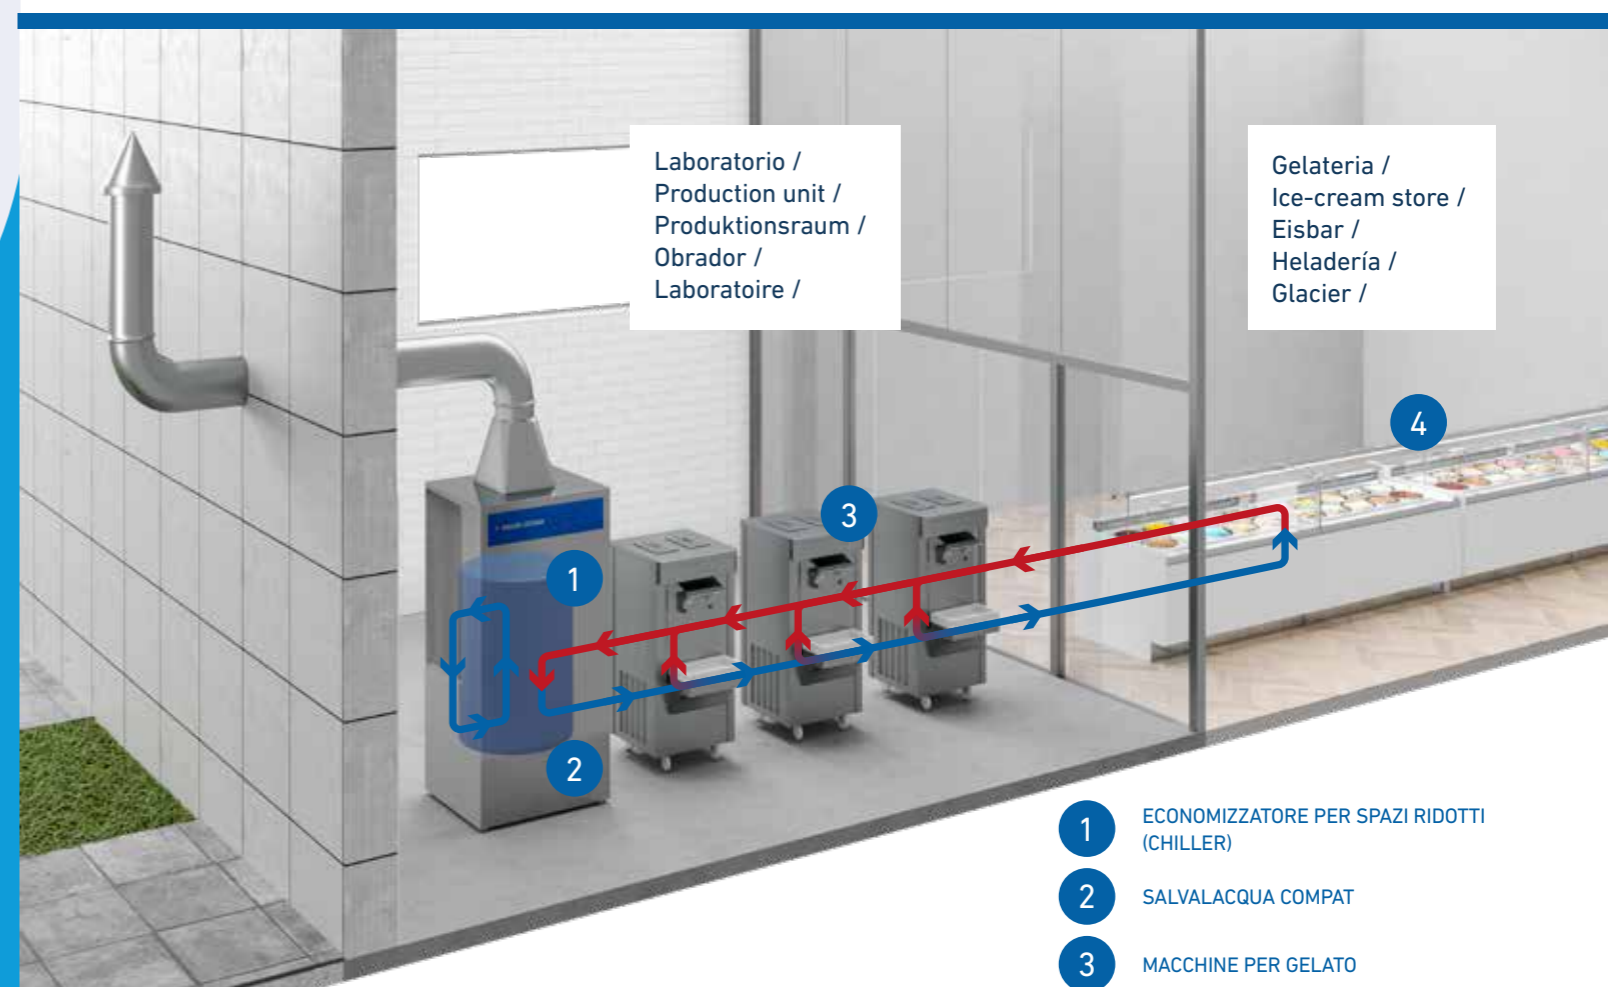 Laboratorio /
Production unit /
Produktionsraum /
Obrador /
Laboratoire /
Gelateria /
Ice-cream store /
Eisbar /
Heladería /
Glacier /
4
3
1
2
1 ECONOMIZZATORE PER SPAZI RIDOTTI
(CHILLER)
2 SALVALACQUA COMPAT
3 MACCHINE PER GELATO